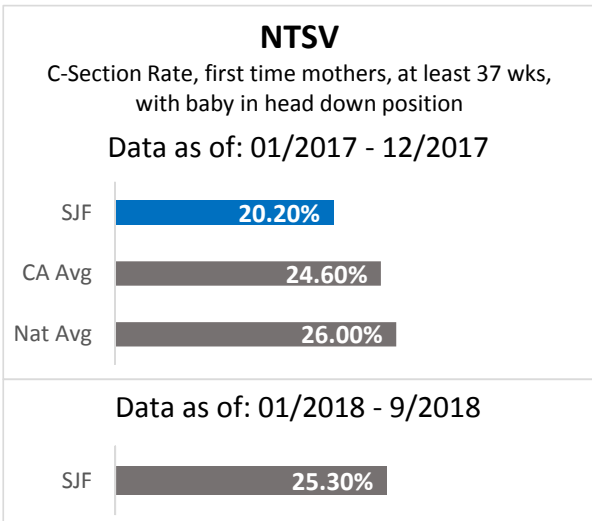 NTSV
C-Section Rate, first time mothers, at least 37 wks,
with baby in head down position
Data as of: 01/2017 - 12/2017
SJF 20.20%
CA Avg 24.60%
Nat Avg 26.00%
Data as of: 01/2018 - 9/2018
SJF 25.30%